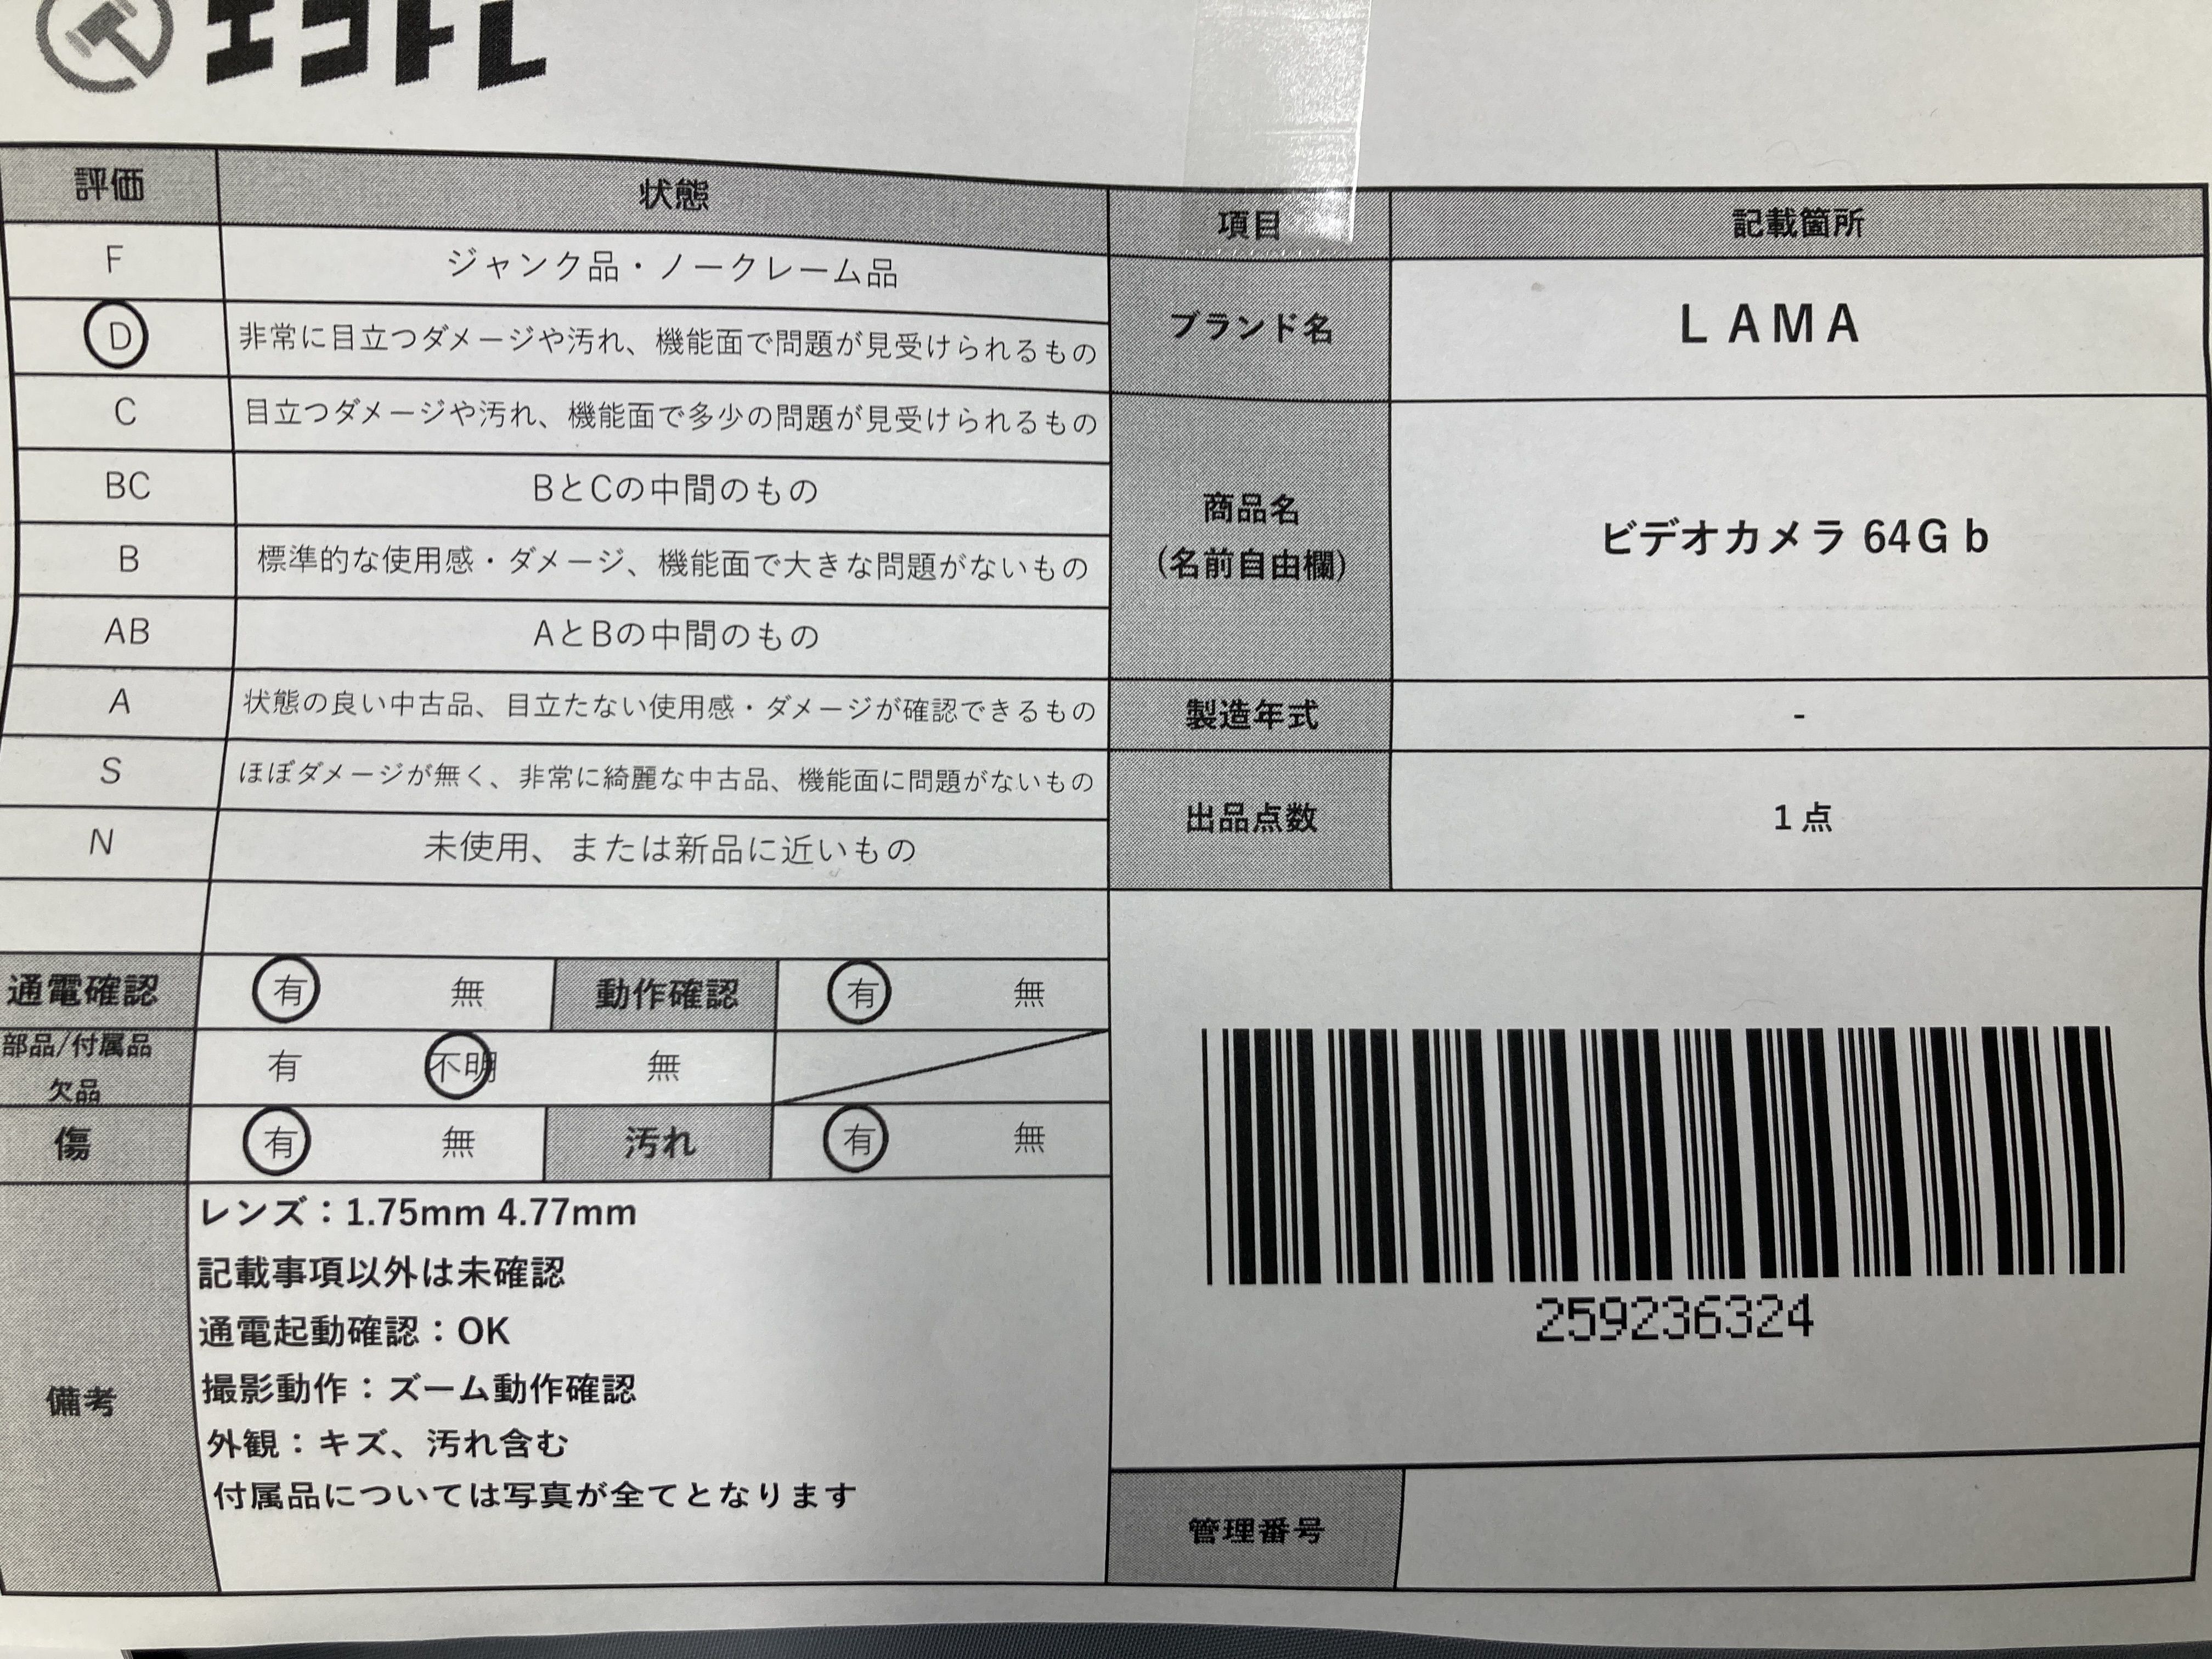 エコトレ
評価 状態
F ジャンク品・ノークレーム品
D 非常に目立つダメージや汚れ、機能面で問題が見受けられるもの
C 目立つダメージや汚れ、機能面で多少の問題が見受けられるもの
BC BとCの中間のもの
B 標準的な使用感・ダメージ、機能面で大きな問題がないもの
AB AとBの中間のもの
A 状態の良い中古品、目立たない使用感・ダメージが確認できるもの
S ほぼダメージが無く、非常に綺麗な中古品、機能面に問題がないもの
N 未使用、または新品に近いもの
通電確認 有 無 動作確認 有 無
部品/付属品
欠品 有 不明 無
傷 有 無 汚れ 有 無
備考
レンズ：1.75mm 4.77mm
記載事項以外は未確認
通電起動確認：OK
撮影動作：ズーム動作確認
外観：キズ、汚れ含む
付属品については写真が全てとなります
項目 記載箇所
ブランド名 LAMA
商品名
(名前自由欄) ビデオカメラ 64Gb
製造年式 -
出品点数 1点
259236324
管理番号